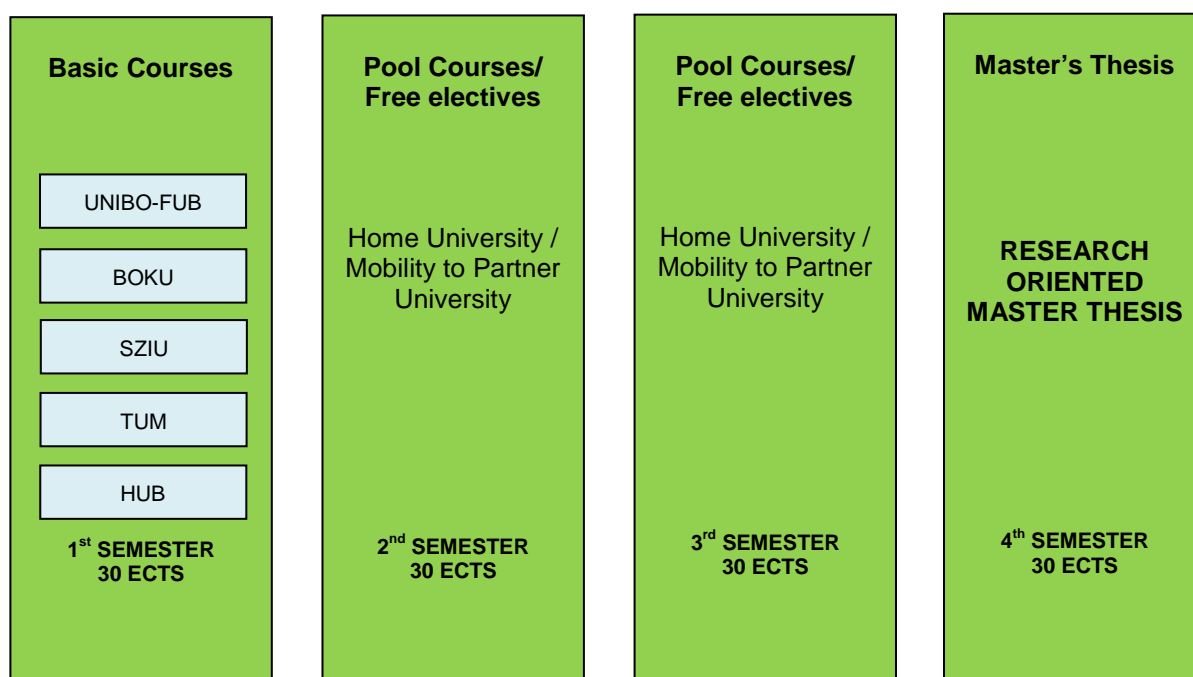 Basic Courses
UNIBO-FUB
BOKU
SZIU
TUM
HUB
1st SEMESTER
30 ECTS
Pool Courses/
Free electives
Home University /
Mobility to Partner
University
2nd SEMESTER
30 ECTS
Pool Courses/
Free electives
Home University /
Mobility to Partner
University
3rd SEMESTER
30 ECTS
Master’s Thesis
RESEARCH
ORIENTED
MASTER THESIS
4th SEMESTER
30 ECTS